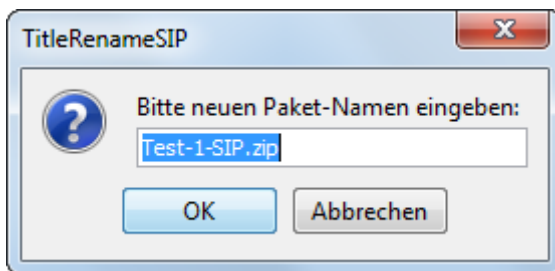 TitleRenameSIP
Bitte neuen Paket-Namen eingeben:
Test-1-SIP.zip
OK
Abbrechen